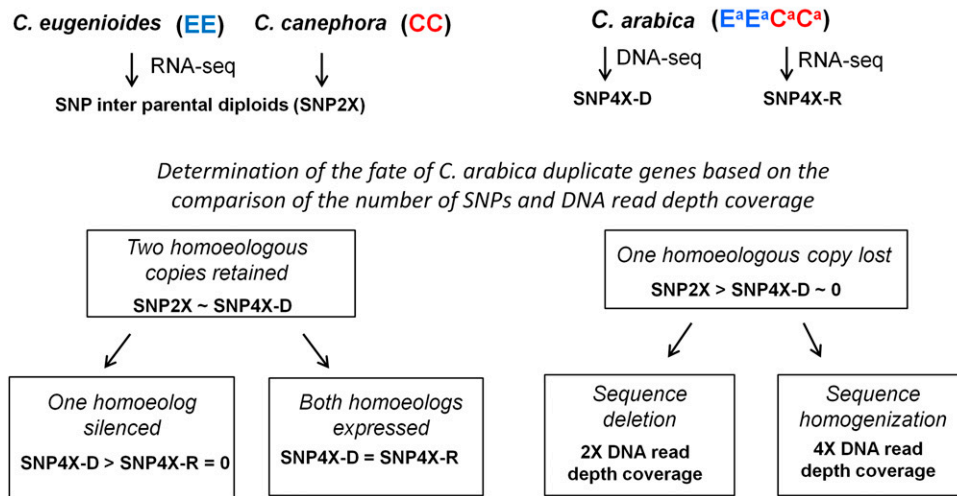 C. eugenioides (EE) C. canephora (CC) C. arabica (EᵃEᵃCᵃCᵃ)
RNA-seq DNA-seq RNA-seq
SNP inter parental diploids (SNP2X) SNP4X-D SNP4X-R
Determination of the fate of C. arabica duplicate genes based on the
comparison of the number of SNPs and DNA read depth coverage
Two homoeologous
copies retained
SNP2X ~ SNP4X-D
One homoeologous copy lost
SNP2X > SNP4X-D ~ 0
One homoeolog
silenced
SNP4X-D > SNP4X-R = 0
Both homoeologs
expressed
SNP4X-D = SNP4X-R
Sequence
deletion
2X DNA read
depth coverage
Sequence
homogenization
4X DNA read
depth coverage